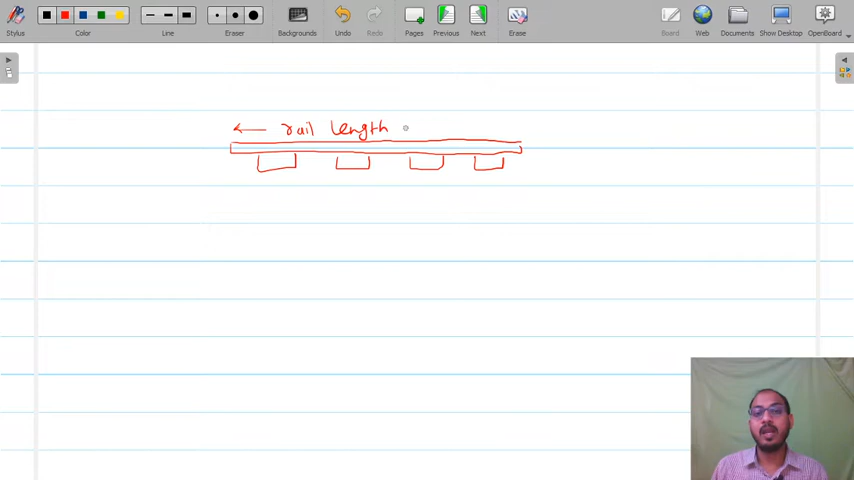 Stylus
Color
Line
Eraser
Backgrounds
Undo
Redo
Pages
Previous
Next
Erase
Board
Web
Documents
Show Desktop
OpenBoard
rail length